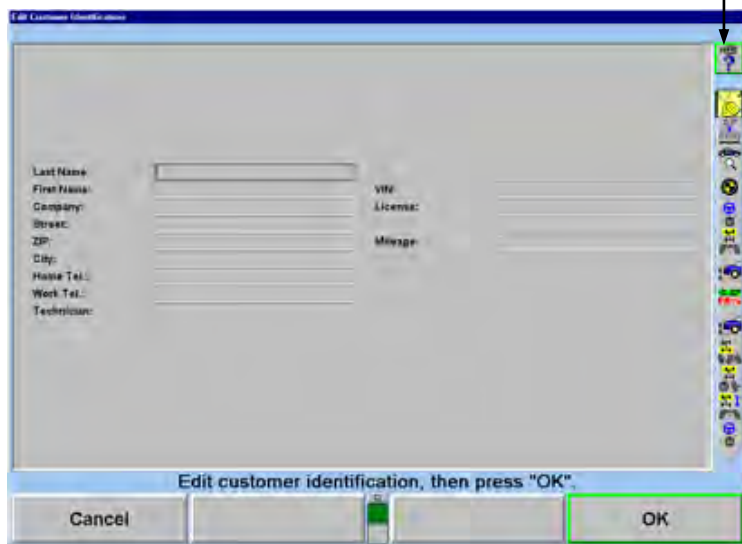 Edit Customer Identification
Last Name:
First Name:
Company:
Street:
ZIP:
City:
Home Tel.:
Work Tel.:
Technician:
VIN:
License:
Mileage:
Edit customer identification, then press "OK".
Cancel
OK